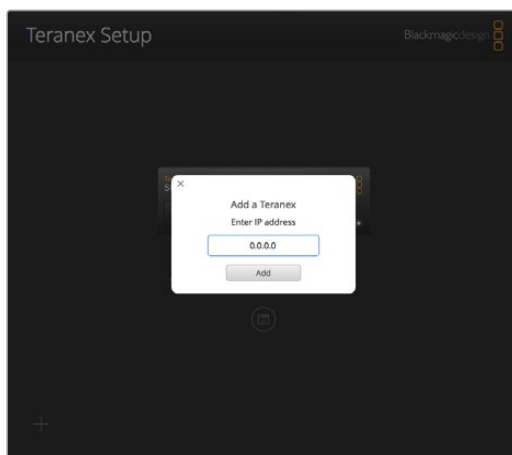 Teranex Setup
Blackmagicdesign
Add a Teranex
Enter IP address
0.0.0.0
Add